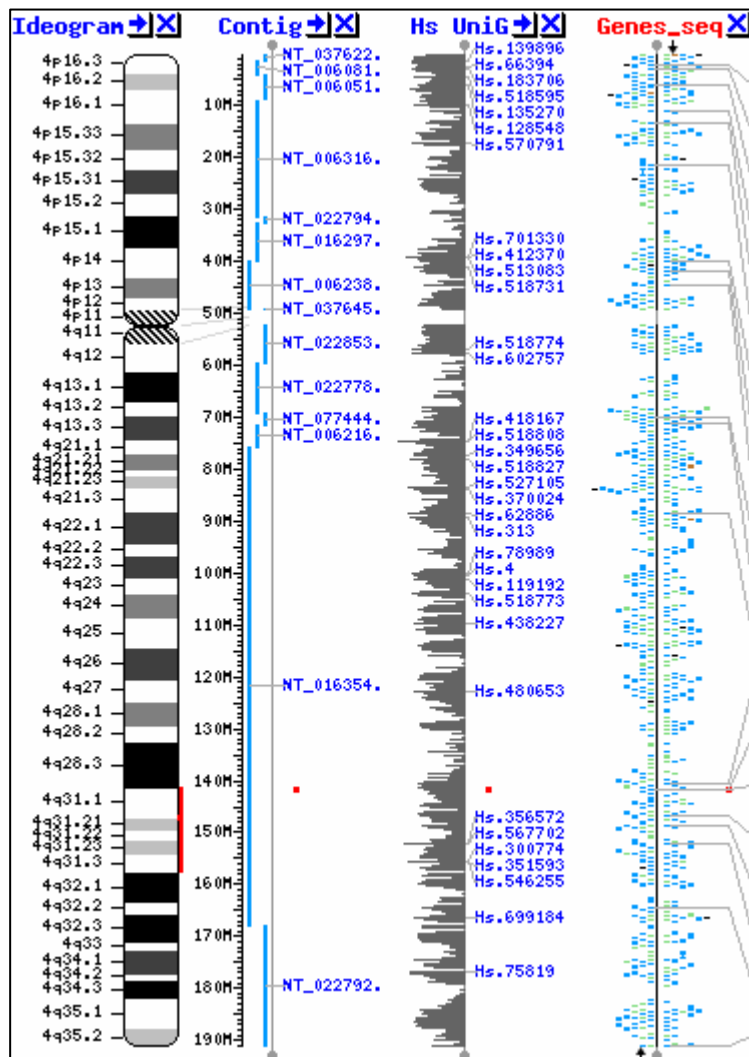 Ideogram Contig Hs UniG Genes_seq
4p16.3
4p16.2
4p16.1
4p15.33
4p15.32
4p15.31
4p15.2
4p15.1
4p14
4p13
4p12
4p11
4q11
4q12
4q13.1
4q13.2
4q13.3
4q21.1
4q21.21
4q21.22
4q21.23
4q21.3
4q22.1
4q22.2
4q22.3
4q23
4q24
4q25
4q26
4q27
4q28.1
4q28.2
4q28.3
4q31.1
4q31.21
4q31.22
4q31.23
4q31.3
4q32.1
4q32.2
4q32.3
4q33
4q34.1
4q34.2
4q34.3
4q35.1
4q35.2
10M
20M
30M
40M
50M
60M
70M
80M
90M
100M
110M
120M
130M
140M
150M
160M
170M
180M
190M
NT_037622.
NT_006081.
NT_006051.
NT_006316.
NT_022794.
NT_016297.
NT_006238.
NT_037645.
NT_022853.
NT_022778.
NT_077444.
NT_006216.
NT_016354.
NT_022792.
Hs.139896
Hs.66394
Hs.183706
Hs.518595
Hs.135270
Hs.128548
Hs.570791
Hs.701330
Hs.412370
Hs.513083
Hs.518731
Hs.518774
Hs.602757
Hs.418167
Hs.518808
Hs.349656
Hs.518827
Hs.527105
Hs.370024
Hs.62886
Hs.313
Hs.78989
Hs.4
Hs.119192
Hs.518773
Hs.438227
Hs.480653
Hs.356572
Hs.567702
Hs.300774
Hs.351593
Hs.546255
Hs.699184
Hs.75819